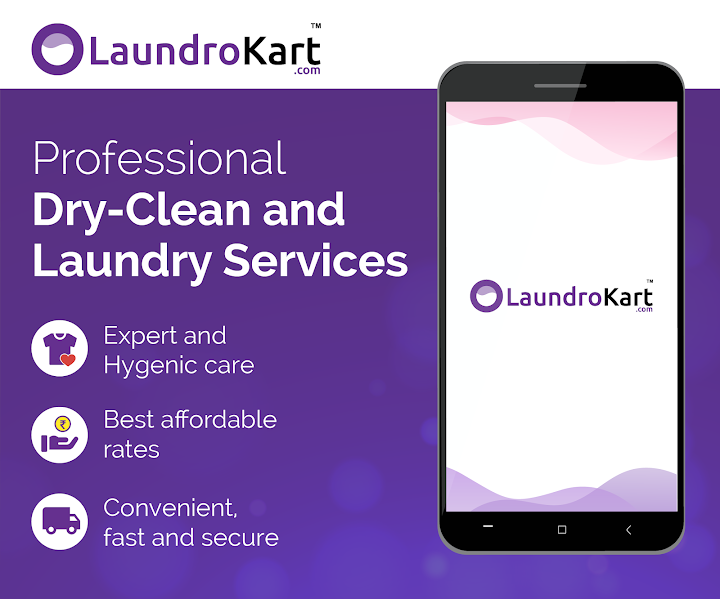 LaundroKart™
.com
Professional
Dry-Clean and
Laundry Services
Expert and
Hygenic care
Best affordable
rates
Convenient,
fast and secure
LaundroKart™
.com